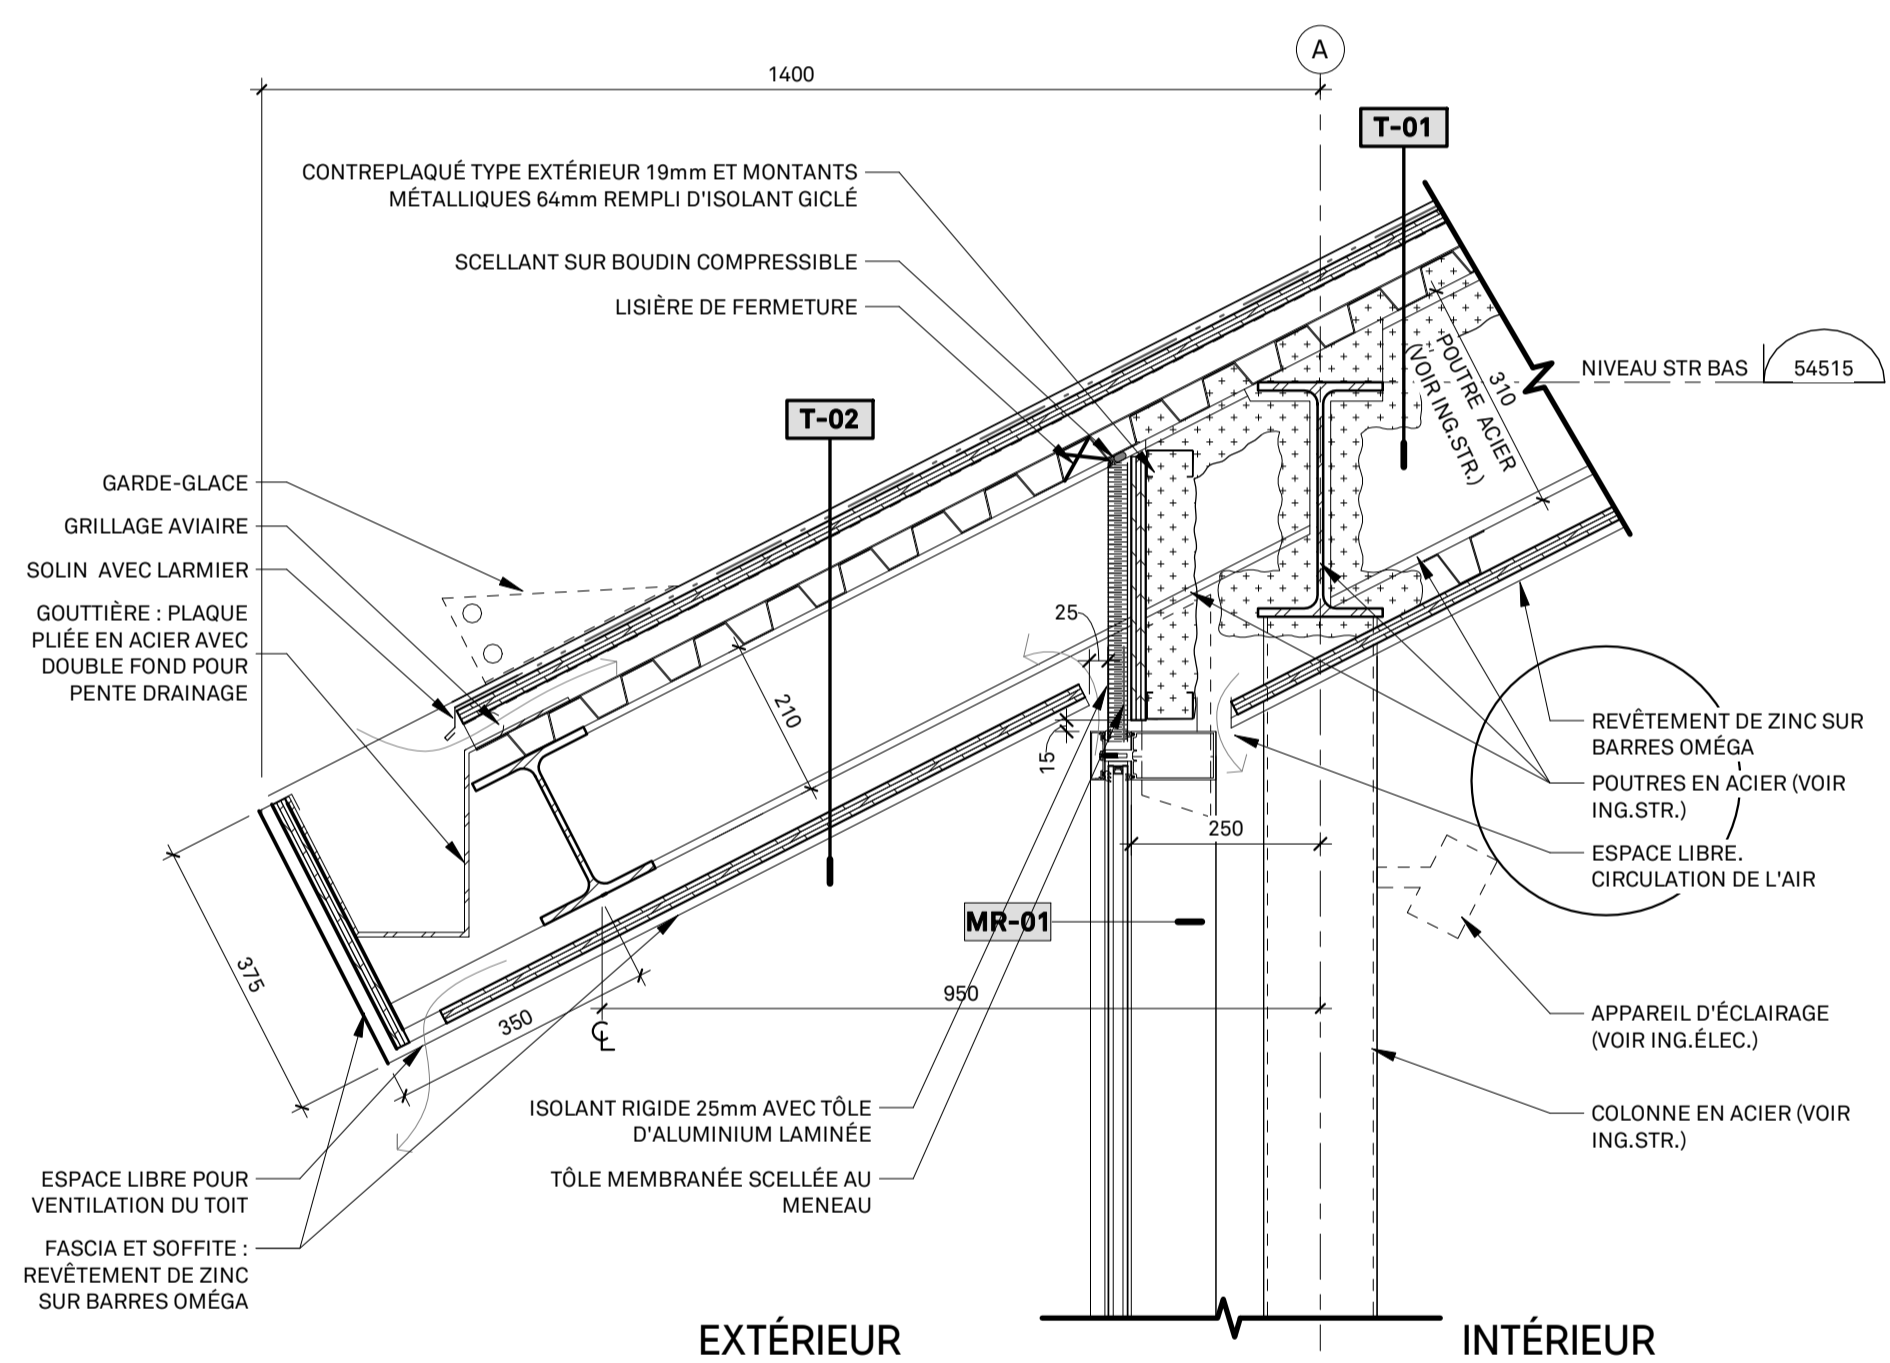 A
1400
T-01
CONTREPLAQUÉ TYPE EXTÉRIEUR 19mm ET MONTANTS
MÉTALLIQUES 64mm REMPLI D'ISOLANT GICLÉ
SCELLANT SUR BOUDIN COMPRESSIBLE
LISIÈRE DE FERMETURE
NIVEAU STR BAS
54515
310
POUTRE ACIER
(VOIR ING.STR.)
T-02
GARDE-GLACE
GRILLAGE AVIAIRE
SOLIN AVEC LARMIER
GOUTTIÈRE : PLAQUE
PLIÉE EN ACIER AVEC
DOUBLE FOND POUR
PENTE DRAINAGE
25
210
15
250
REVÊTEMENT DE ZINC SUR
BARRES OMÉGA
POUTRES EN ACIER (VOIR
ING.STR.)
ESPACE LIBRE.
CIRCULATION DE L'AIR
MR-01
375
350
950
CL
APPAREIL D'ÉCLAIRAGE
(VOIR ING.ÉLEC.)
ISOLANT RIGIDE 25mm AVEC TÔLE
D'ALUMINIUM LAMINÉE
COLONNE EN ACIER (VOIR
ING.STR.)
TÔLE MEMBRANÉE SCELLÉE AU
MENEAU
ESPACE LIBRE POUR
VENTILATION DU TOIT
FASCIA ET SOFFITE :
REVÊTEMENT DE ZINC
SUR BARRES OMÉGA
EXTÉRIEUR
INTÉRIEUR